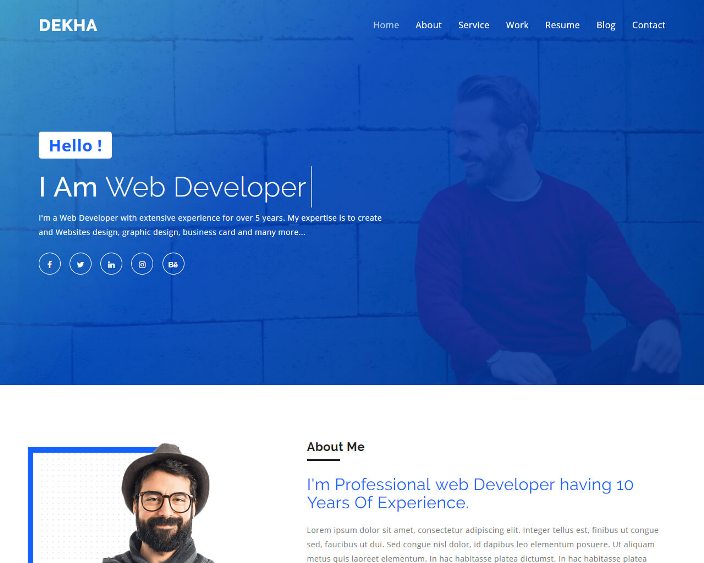 DEKHA
Home About Service Work Resume Blog Contact
Hello !
I Am Web Developer
I'm a Web Developer with extensive experience for over 5 years. My expertise is to create
and Websites design, graphic design, business card and many more...
Bē
About Me
I'm Professional web Developer having 10
Years Of Experience.
Lorem ipsum dolor sit amet, consectetur adipiscing elit. Integer tellus est, finibus ut congue
sed, faucibus ut dui. Sed congue nisl dolor, id dapibus leo elementum posuere. Ut aliquam
metus quis laoreet elementum. In hac habitasse platea dictumst. In hac habitasse platea